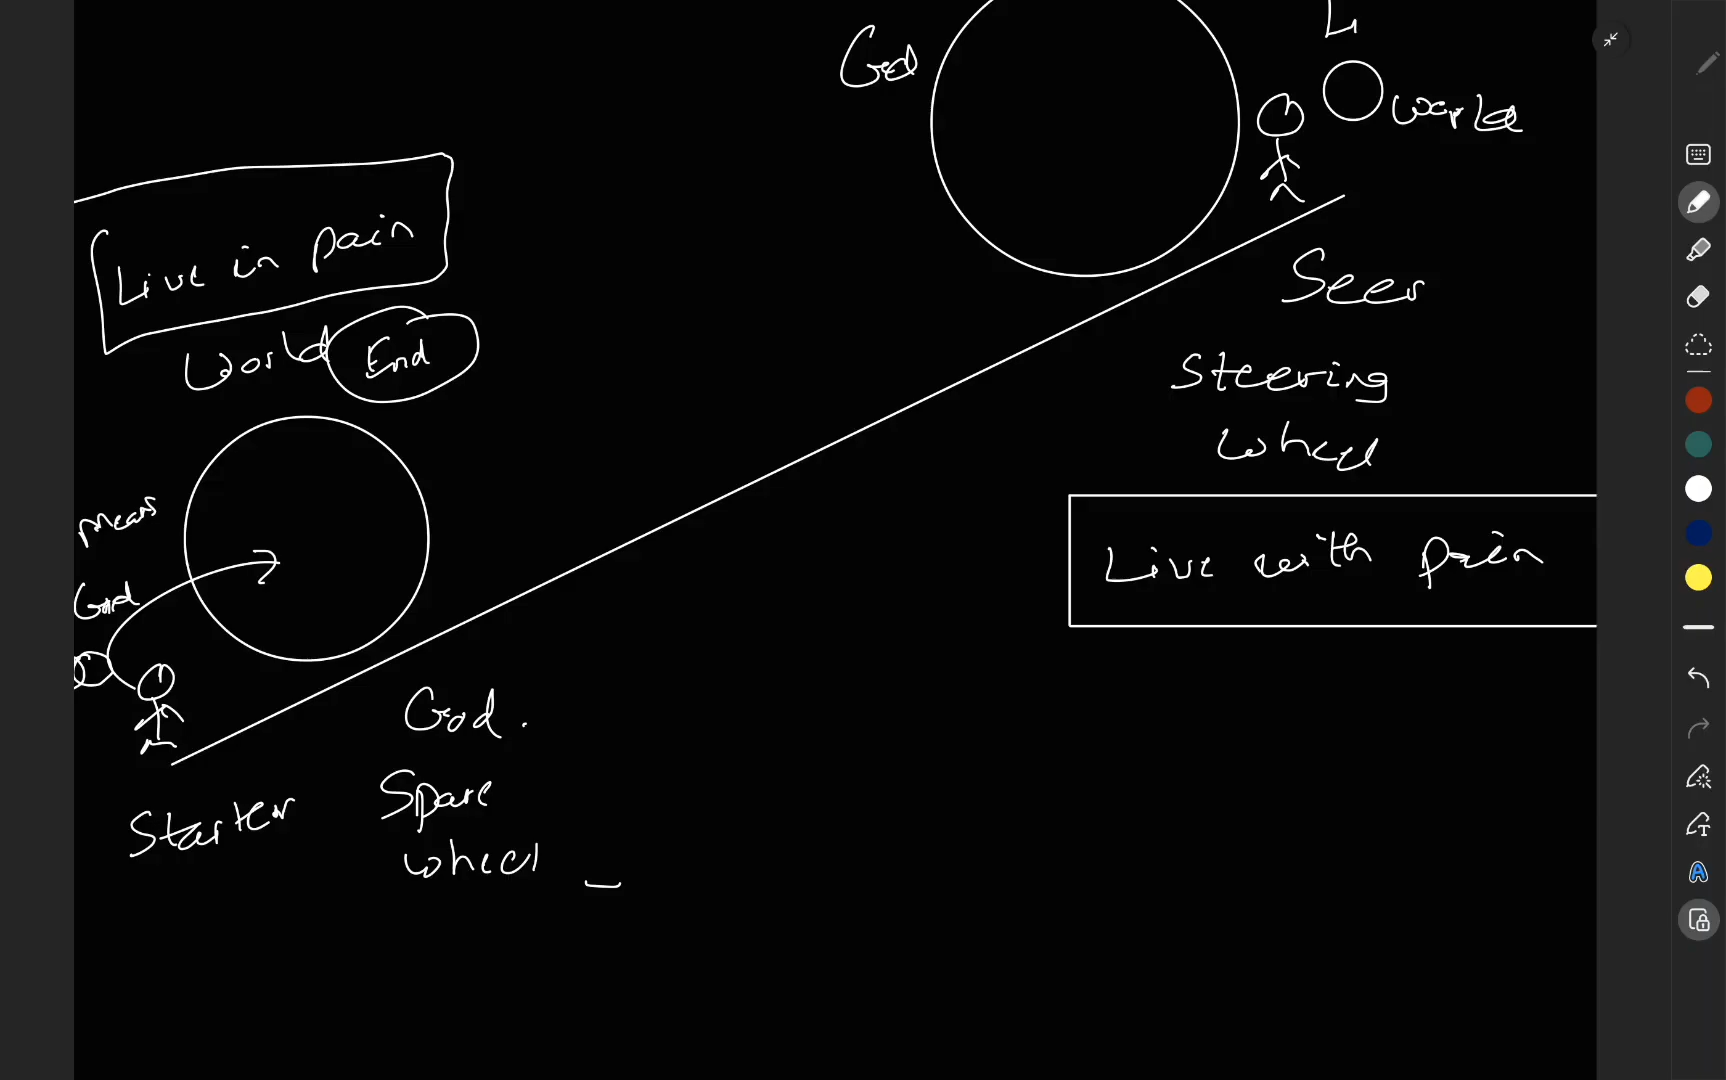 God
L
World
Live in pain
World End
Seer
Steering
wheel
means
God
Live with pain
God.
Spare
wheel
Starter